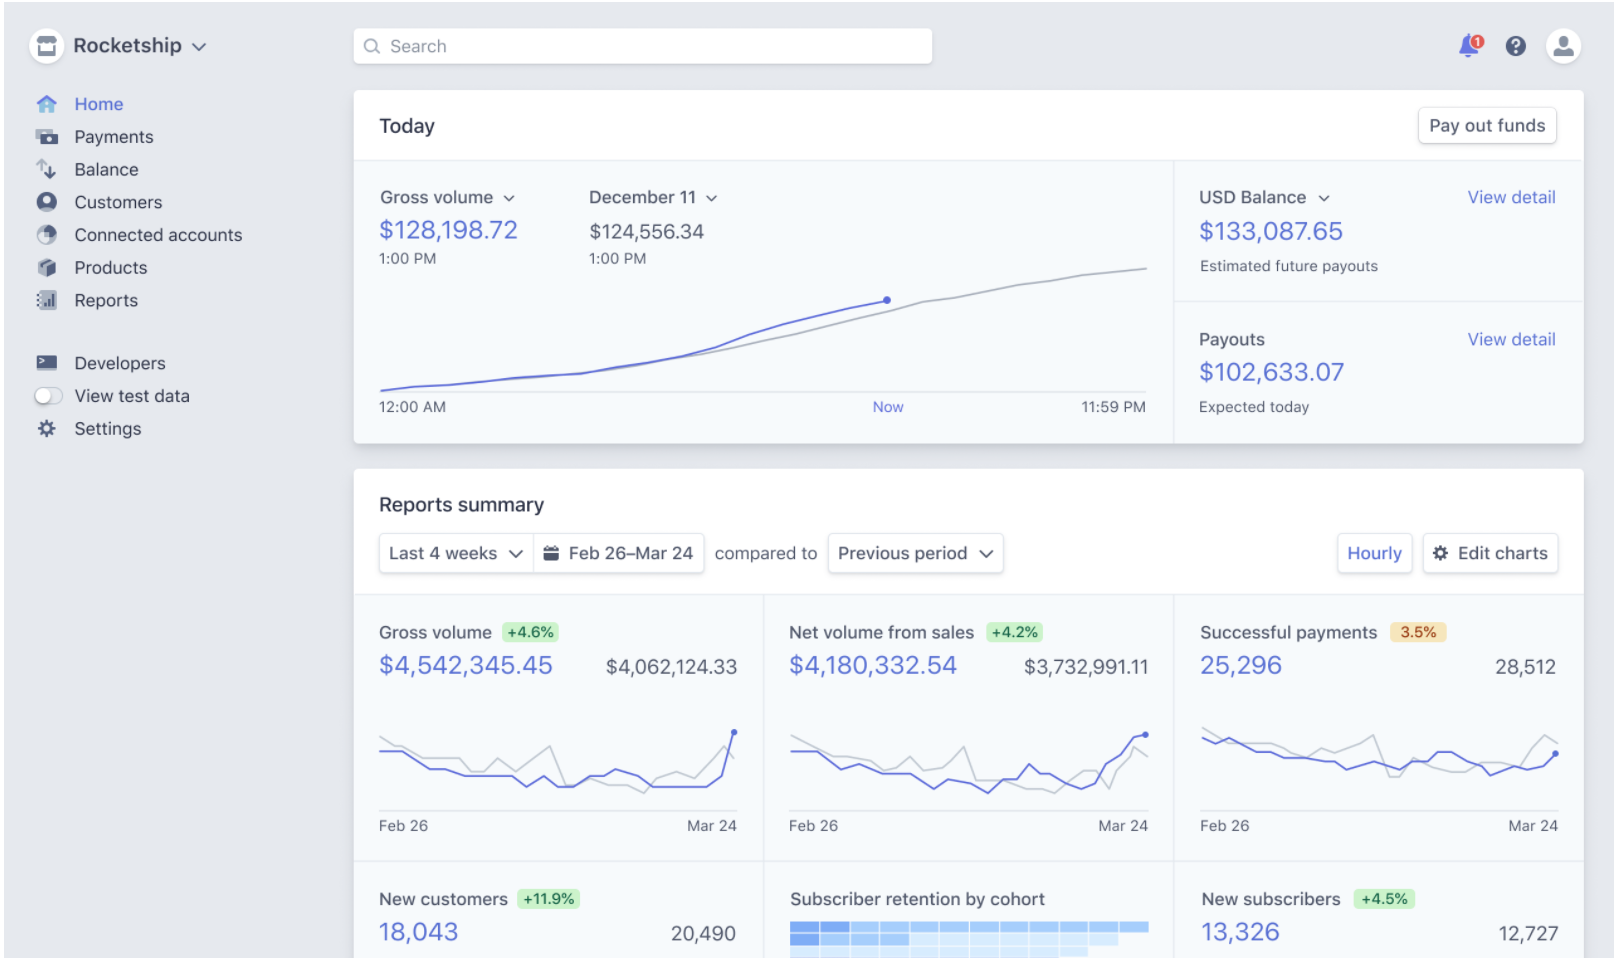 Rocketship
Search
1
Home
Payments
Balance
Customers
Connected accounts
Products
Reports
Developers
View test data
Settings
Today
Pay out funds
Gross volume
$128,198.72
1:00 PM
December 11
$124,556.34
1:00 PM
12:00 AM
Now
11:59 PM
USD Balance
View detail
$133,087.65
Estimated future payouts
Payouts
View detail
$102,633.07
Expected today
Reports summary
Last 4 weeks
Feb 26–Mar 24
compared to
Previous period
Hourly
Edit charts
Gross volume +4.6%
$4,542,345.45 $4,062,124.33
Feb 26 Mar 24
Net volume from sales +4.2%
$4,180,332.54 $3,732,991.11
Feb 26 Mar 24
Successful payments 3.5%
25,296 28,512
Feb 26 Mar 24
New customers +11.9%
18,043 20,490
Subscriber retention by cohort
New subscribers +4.5%
13,326 12,727